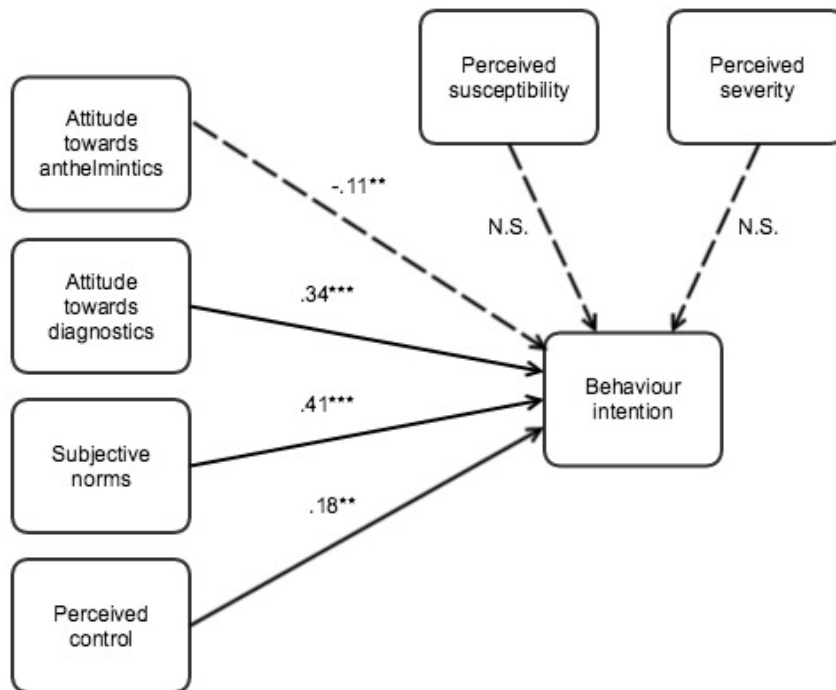 Perceived
susceptibility
Perceived
severity
Attitude
towards
anthelmintics
-.11**
N.S.
N.S.
Attitude
towards
diagnostics
.34***
Behaviour
intention
.41***
Subjective
norms
.18**
Perceived
control